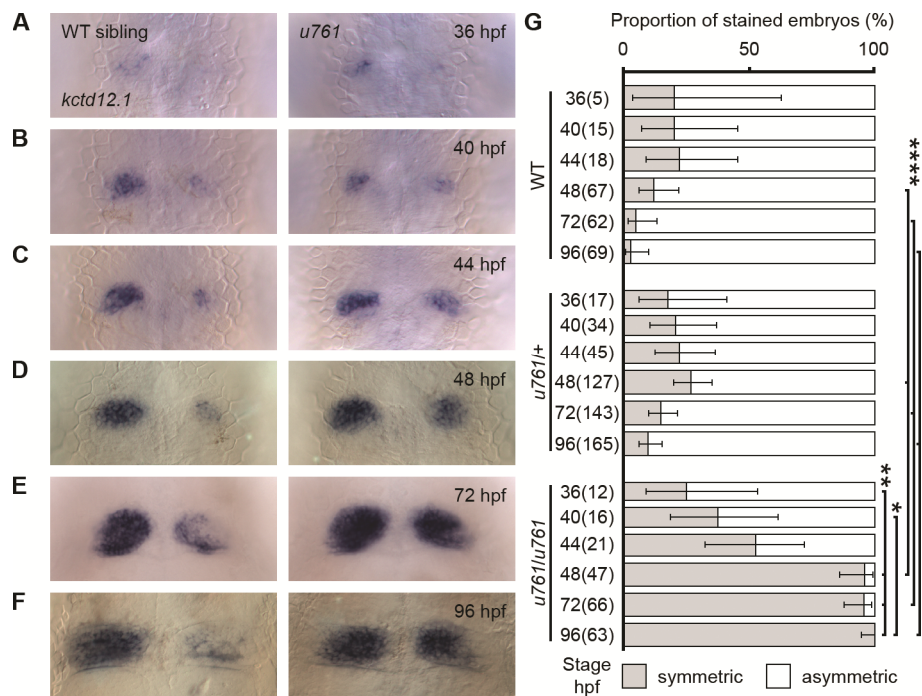 A
WT sibling
kctd12.1
u761
36 hpf
B
40 hpf
C
44 hpf
D
48 hpf
E
72 hpf
F
96 hpf
G
Proportion of stained embryos (%)
0 50 100
WT
36(5)
40(15)
44(18)
48(67)
72(62)
96(69)
u761/+
36(17)
40(34)
44(45)
48(127)
72(143)
96(165)
u761/u761
36(12)
40(16)
44(21)
48(47)
72(66)
96(63)
**
*
****
Stage
hpf
symmetric
asymmetric